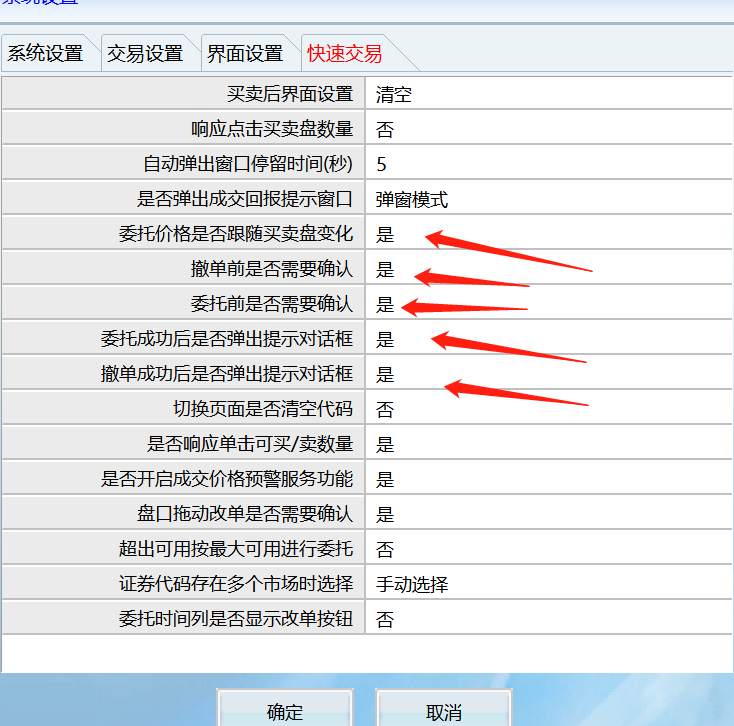 系统设置
系统设置 交易设置 界面设置 快速交易
买卖后界面设置 清空
响应点击买卖盘数量 否
自动弹出窗口停留时间(秒) 5
是否弹出成交回报提示窗口 弹窗模式
委托价格是否跟随买卖盘变化 是
撤单前是否需要确认 是
委托前是否需要确认 是
委托成功后是否弹出提示对话框 是
撤单成功后是否弹出提示对话框 是
切换页面是否清空代码 否
是否响应单击可买/卖数量 是
是否开启成交价格预警服务功能 是
盘口拖动改单是否需要确认 是
超出可用按最大可用进行委托 否
证券代码存在多个市场时选择 手动选择
委托时间列是否显示改单按钮 否
确定 取消